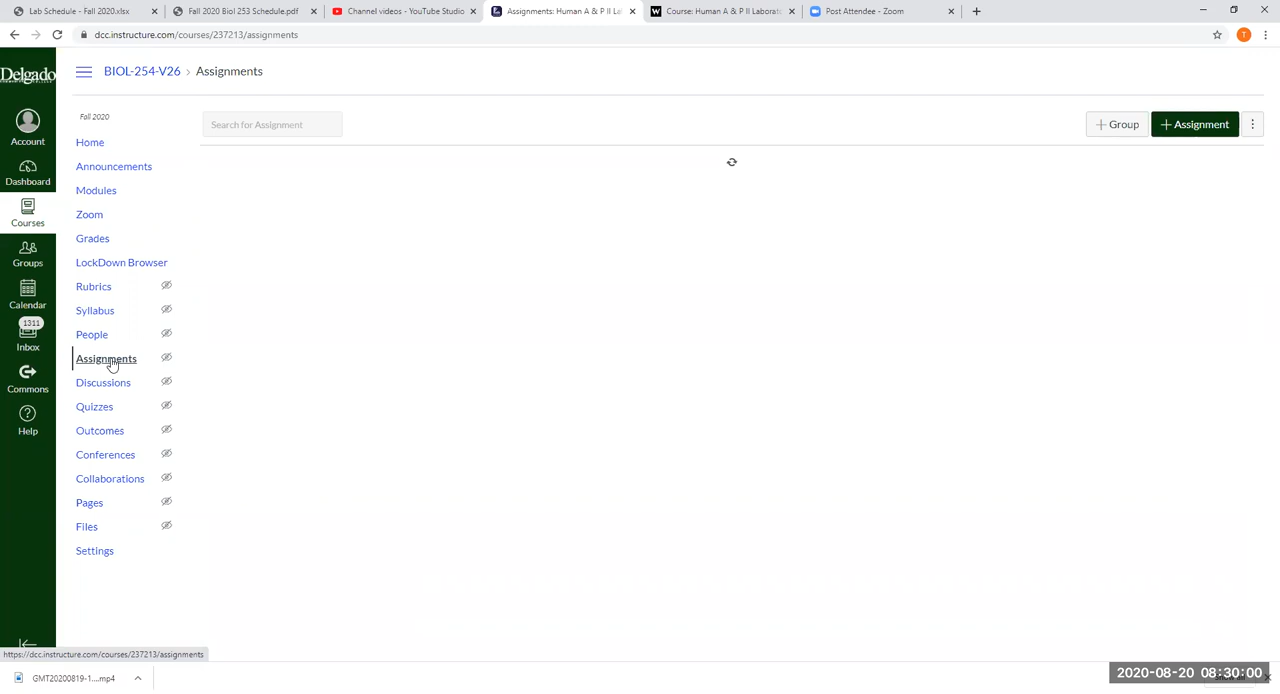 Lab Schedule - Fall 2020.xlsx
Fall 2020 Biol 253 Schedule.pdf
Channel videos - YouTube Studio
Assignments: Human A & P II La
Course: Human A & P II Laborat
Post Attendee - Zoom
dcc.instructure.com/courses/237213/assignments
T
Delgado
BIOL-254-V26 › Assignments
Fall 2020
Search for Assignment
+ Group
+ Assignment
Account
Dashboard
Courses
Groups
Calendar
1311
Inbox
Commons
Help
Home
Announcements
Modules
Zoom
Grades
LockDown Browser
Rubrics
Syllabus
People
Assignments
Discussions
Quizzes
Outcomes
Conferences
Collaborations
Pages
Files
Settings
https://dcc.instructure.com/courses/237213/assignments
GMT20200819-1....mp4
2020-08-20 08:30:00